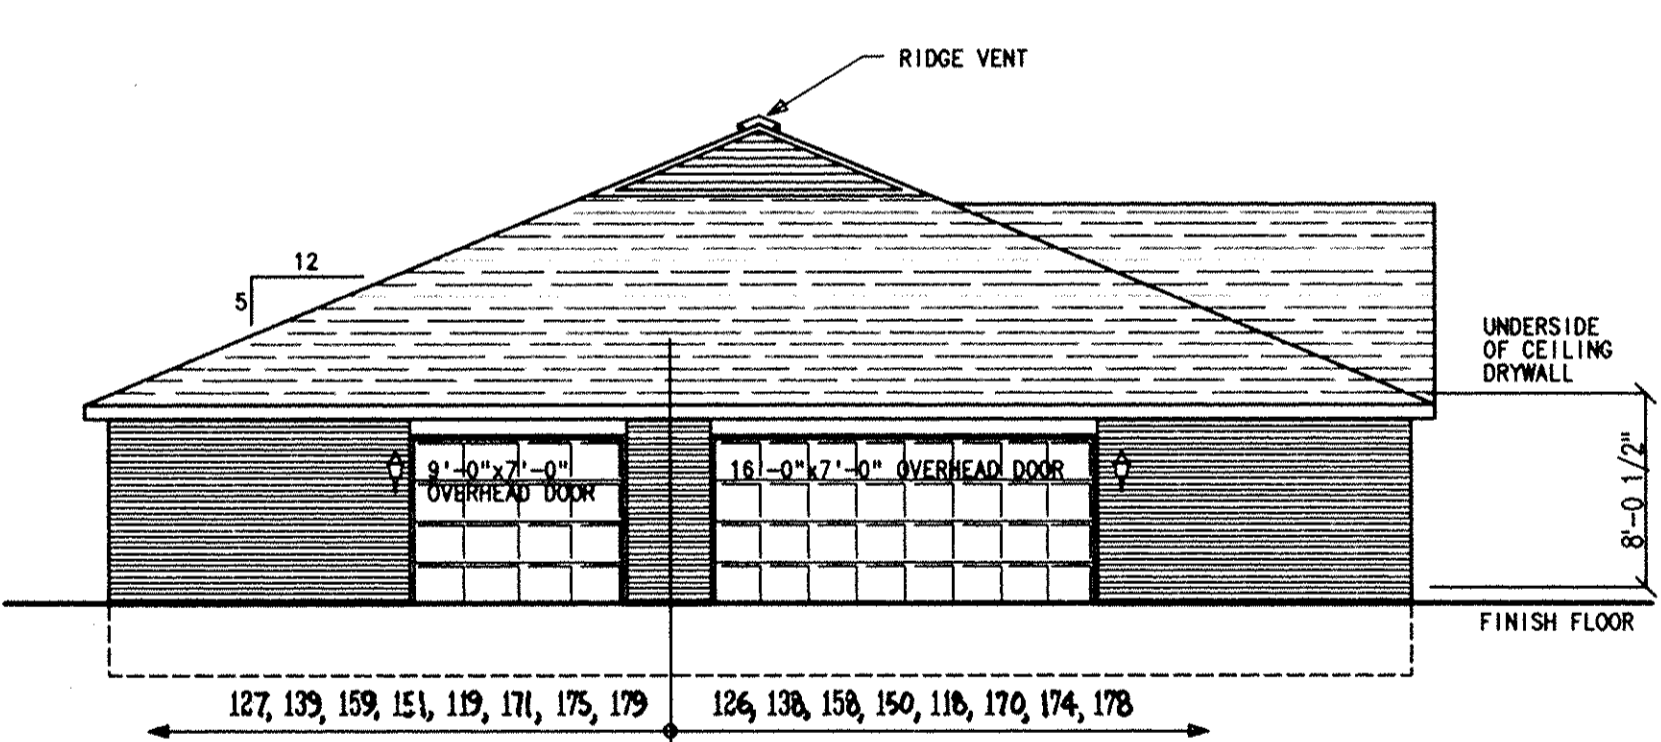 RIDGE VENT
12
5
UNDERSIDE
OF CEILING
DRYWALL
8'-0 1/2"
9'-0"x7'-0"
OVERHEAD DOOR
16'-0"x7'-0" OVERHEAD DOOR
FINISH FLOOR
127, 139, 159, 151, 119, 171, 175, 179
126, 138, 158, 150, 118, 170, 174, 178